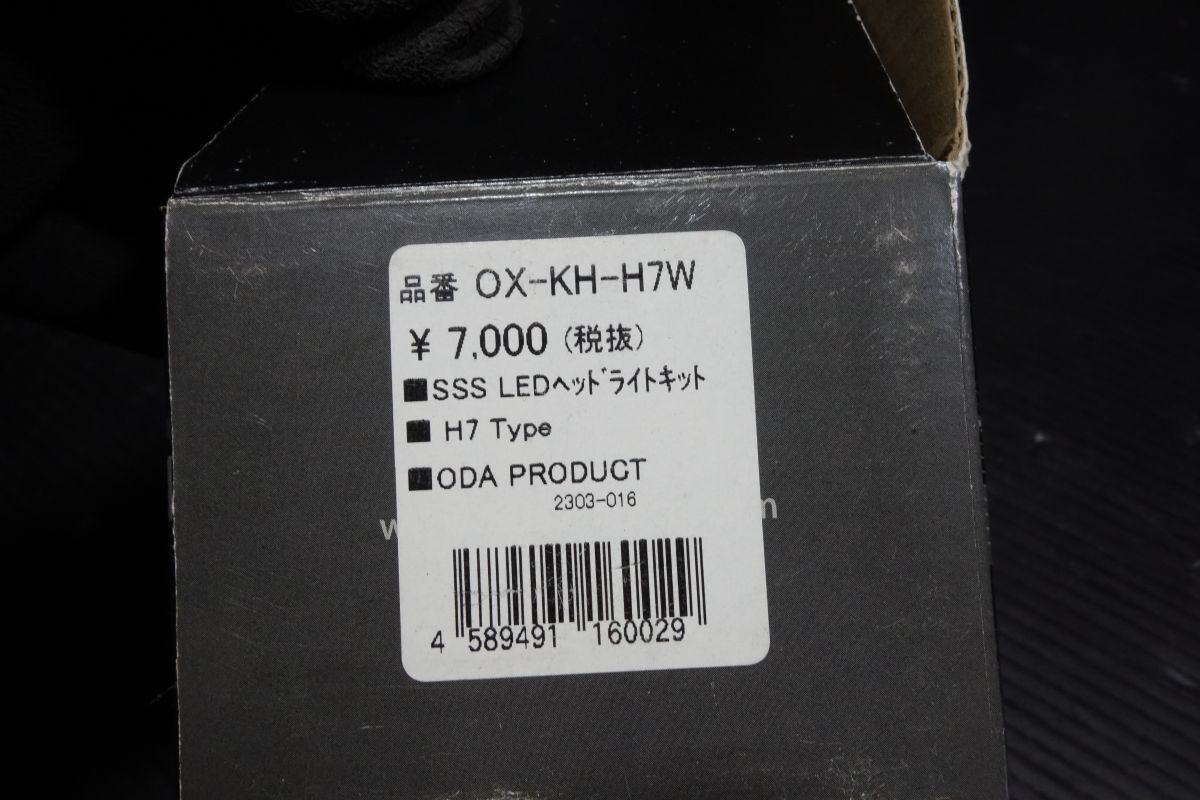 品番 OX-KH-H7W
¥ 7,000 (税抜)
■SSS LEDヘッドライトキット
■ H7 Type
■ODA PRODUCT
2303-016
4 589491 160029